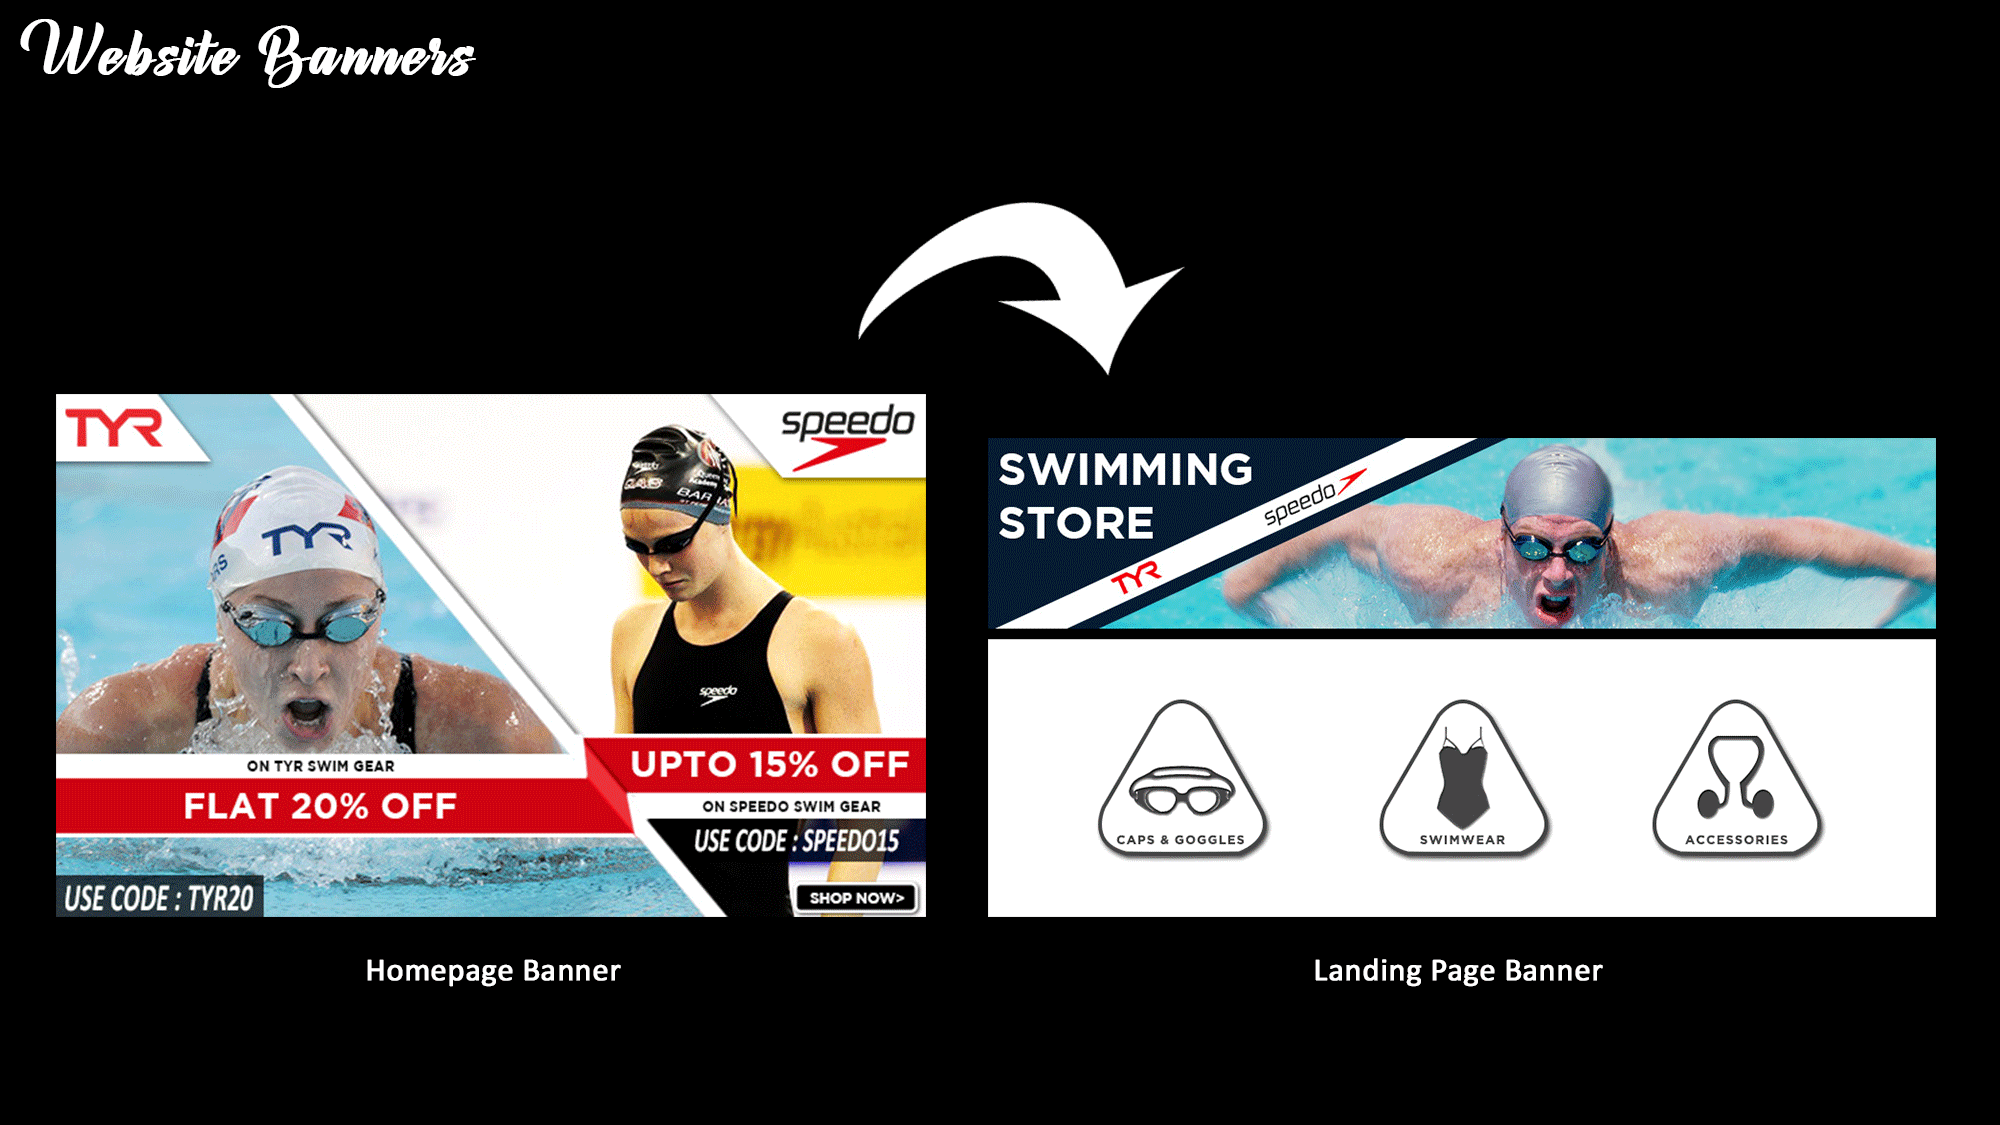 Website Banners
TYR
speedo
TYR
speedo
BAR
speedo
ON TYR SWIM GEAR
FLAT 20% OFF
UPTO 15% OFF
ON SPEEDO SWIM GEAR
USE CODE : SPEEDO15
USE CODE : TYR20
SHOP NOW>
Homepage Banner
SWIMMING
STORE
speedo
TYR
CAPS & GOGGLES
SWIMWEAR
ACCESSORIES
Landing Page Banner